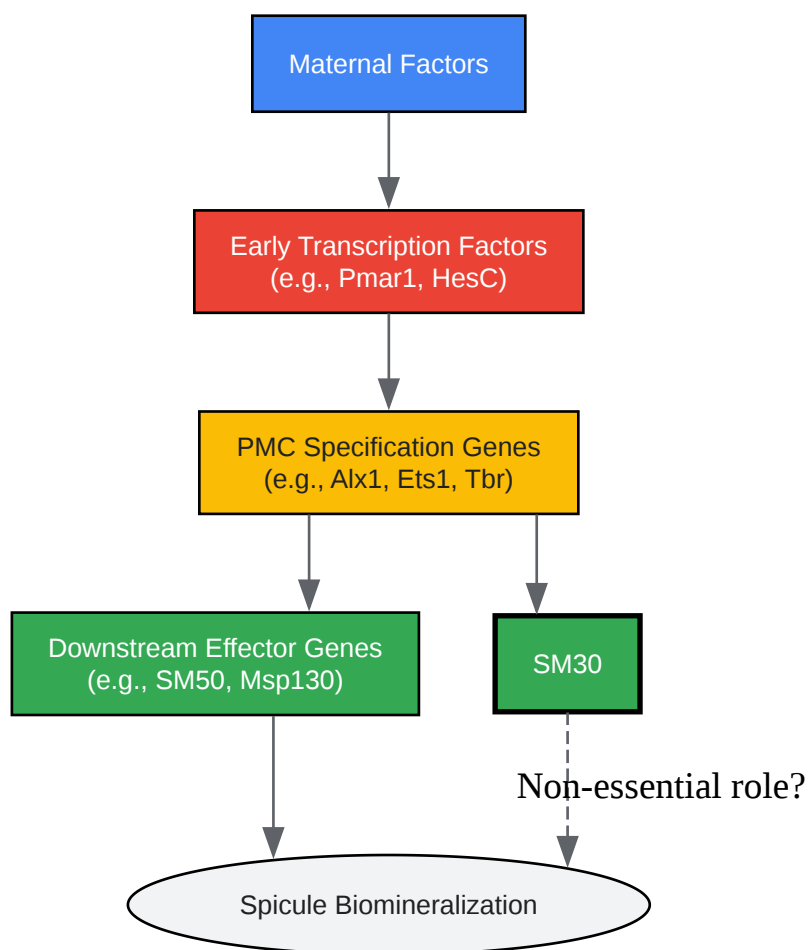 Maternal Factors
Early Transcription Factors
(e.g., Pmar1, HesC)
PMC Specification Genes
(e.g., Alx1, Ets1, Tbr)
Downstream Effector Genes
(e.g., SM50, Msp130)
SM30
Non-essential role?
Spicule Biomineralization